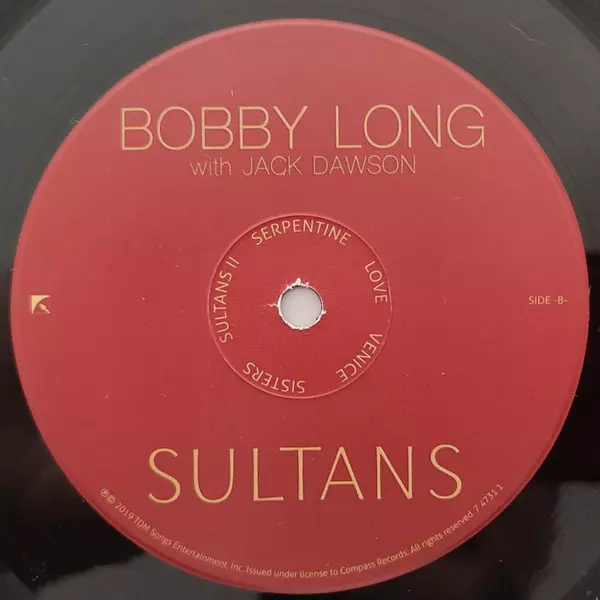 BOBBY LONG
with JACK DAWSON
SULTANS II SERPENTINE LOVE VENICE SISTERS
SIDE -B-
SULTANS
℗© 2019 TDM Songs Entertainment, Inc. Issued under license to Compass Records. All rights reserved. 7 4731 1